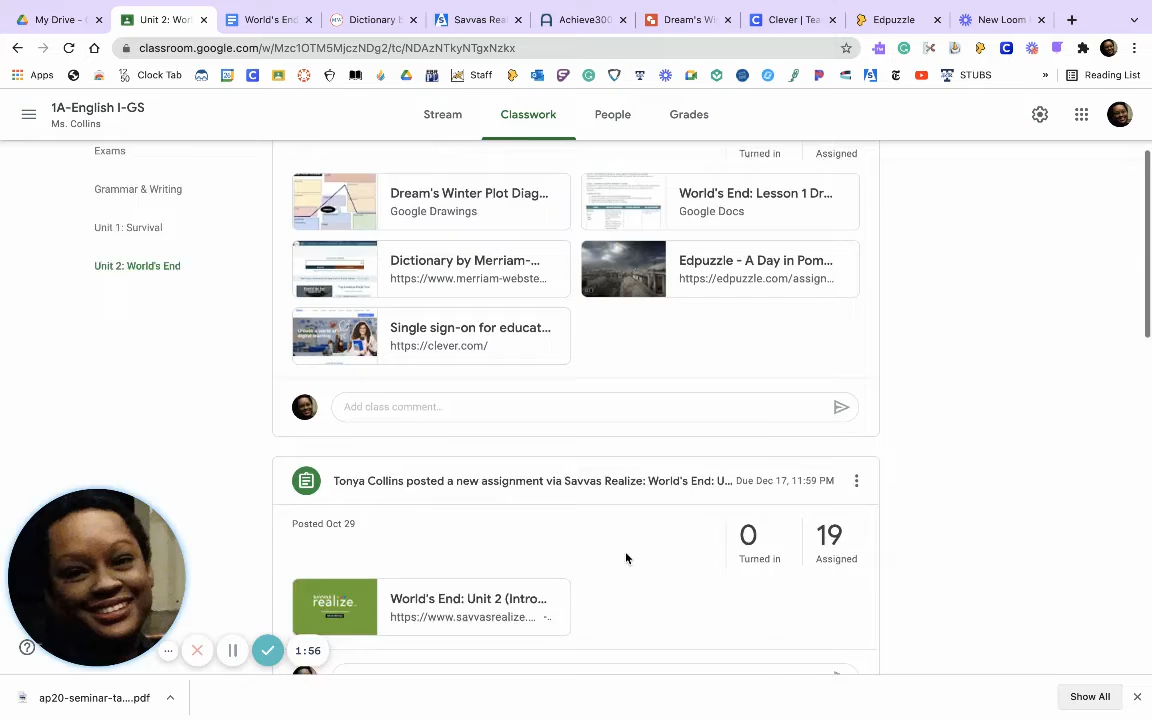 My Drive - G
Unit 2: Worl
World's End
Dictionary b
Savvas Real
Achieve300
Dream's Wi
Clever | Tea
Edpuzzle
New Loom
classroom.google.com/w/Mzc1OTM5MjczNDg2/tc/NDAzNTkyNTgxNzkx
Apps
Clock Tab
Staff
STUBS
»
Reading List
1A-English I-GS
Ms. Collins
Stream
Classwork
People
Grades
Exams
Grammar & Writing
Unit 1: Survival
Unit 2: World's End
Turned in
Assigned
Dream's Winter Plot Diag...
Google Drawings
World's End: Lesson 1 Dr...
Google Docs
Dictionary by Merriam-...
https://www.merriam-webste...
Edpuzzle - A Day in Pom...
https://edpuzzle.com/assign...
Single sign-on for educat...
https://clever.com/
Add class comment...
Tonya Collins posted a new assignment via Savvas Realize: World's End: U...
Due Dec 17, 11:59 PM
Posted Oct 29
0
Turned in
19
Assigned
realize.
World's End: Unit 2 (Intro...
https://www.savvasrealize.... -..
1:56
ap20-seminar-ta....pdf
Show All